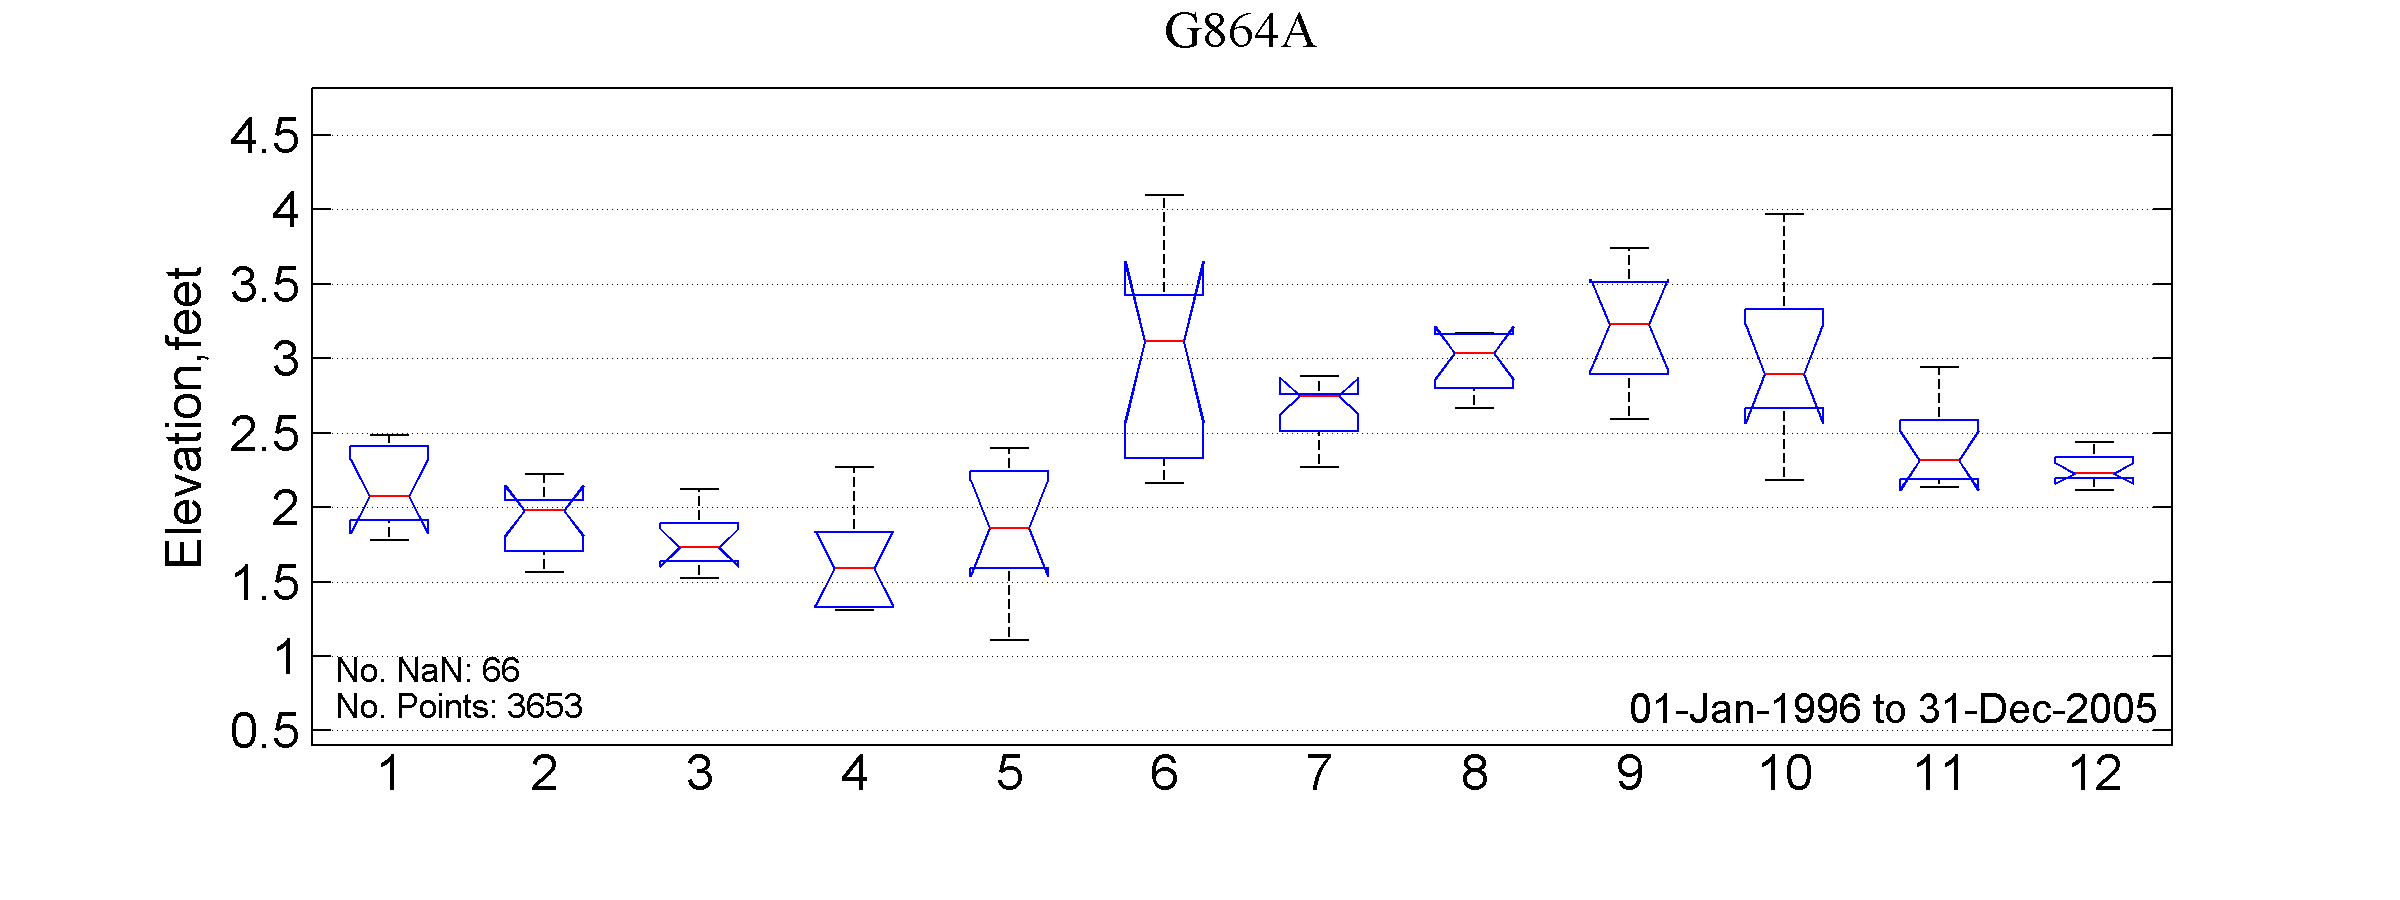 G864A
Elevation,feet
4.5
4
3.5
3
2.5
2
1.5
1
0.5
No. NaN: 66
No. Points: 3653
01-Jan-1996 to 31-Dec-2005
1 2 3 4 5 6 7 8 9 10 11 12